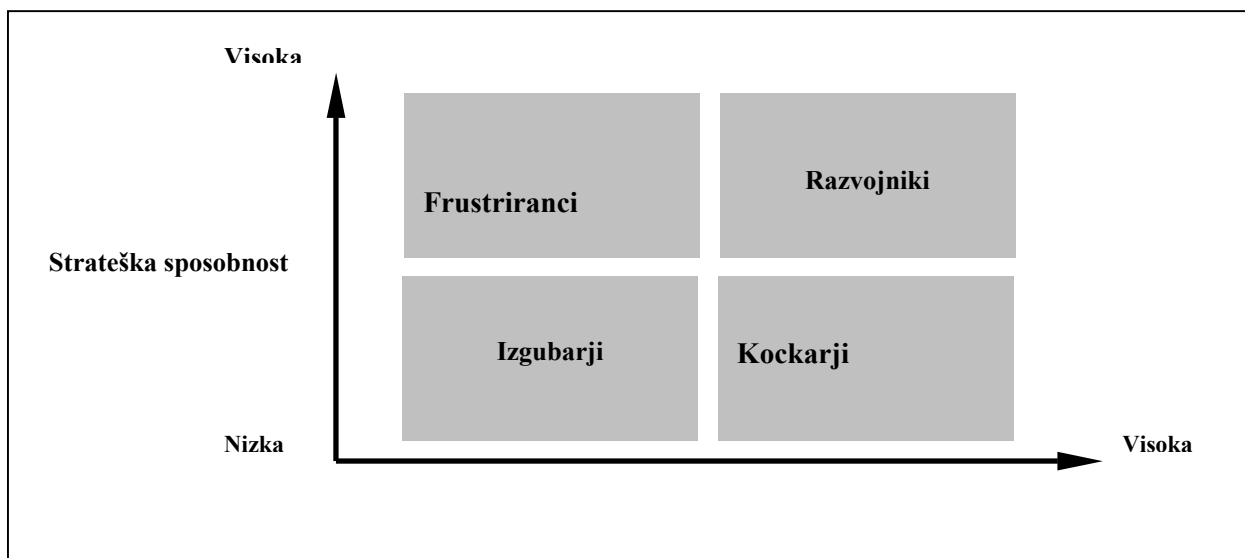 Visoka
Razvojniki
Frustriranci
Strateška sposobnost
Izgubarji
Kockarji
Nizka
Visoka